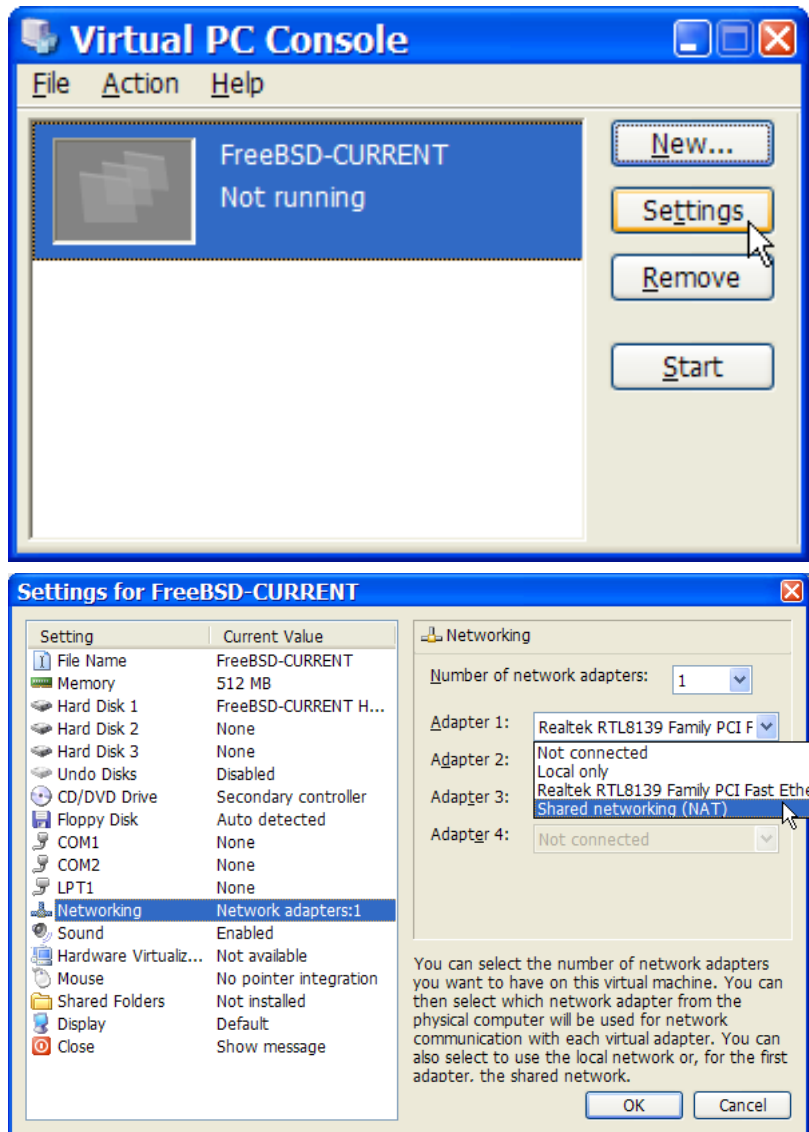 Virtual PC Console
File Action Help
FreeBSD-CURRENT
Not running
New...
Settings
Remove
Start
Settings for FreeBSD-CURRENT
Setting Current Value
File Name FreeBSD-CURRENT
Memory 512 MB
Hard Disk 1 FreeBSD-CURRENT H...
Hard Disk 2 None
Hard Disk 3 None
Undo Disks Disabled
CD/DVD Drive Secondary controller
Floppy Disk Auto detected
COM1 None
COM2 None
LPT1 None
Networking Network adapters:1
Sound Enabled
Hardware Virtualiz... Not available
Mouse No pointer integration
Shared Folders Not installed
Display Default
Close Show message
Networking
Number of network adapters: 1
Adapter 1: Realtek RTL8139 Family PCI F
Adapter 2:
Adapter 3:
Adapter 4: Not connected
Not connected
Local only
Realtek RTL8139 Family PCI Fast Ethe
Shared networking (NAT)
You can select the number of network adapters
you want to have on this virtual machine. You can
then select which network adapter from the
physical computer will be used for network
communication with each virtual adapter. You can
also select to use the local network or, for the first
adapter, the shared network.
OK Cancel